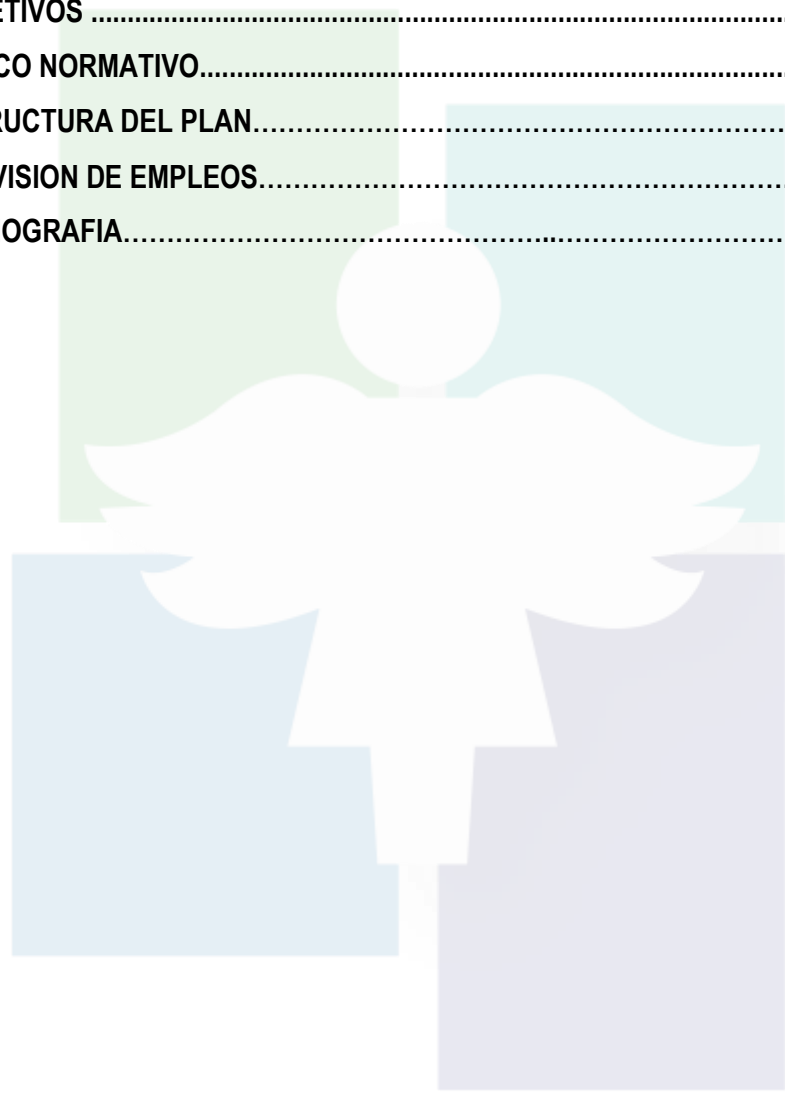 ETIVOS ........................................................................................................................
CO NORMATIVO.......................................................................................................
RUCTURA DEL PLAN……………………………………………………………….
VISION DE EMPLEOS………………………………………………………………
OGRAFIA…………………………………………..……………………………